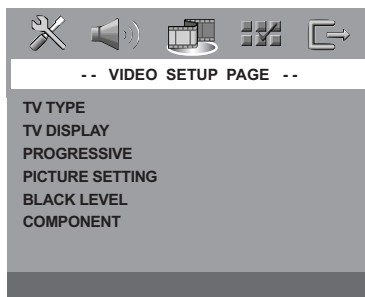 -- VIDEO SETUP PAGE --
TV TYPE
TV DISPLAY
PROGRESSIVE
PICTURE SETTING
BLACK LEVEL
COMPONENT